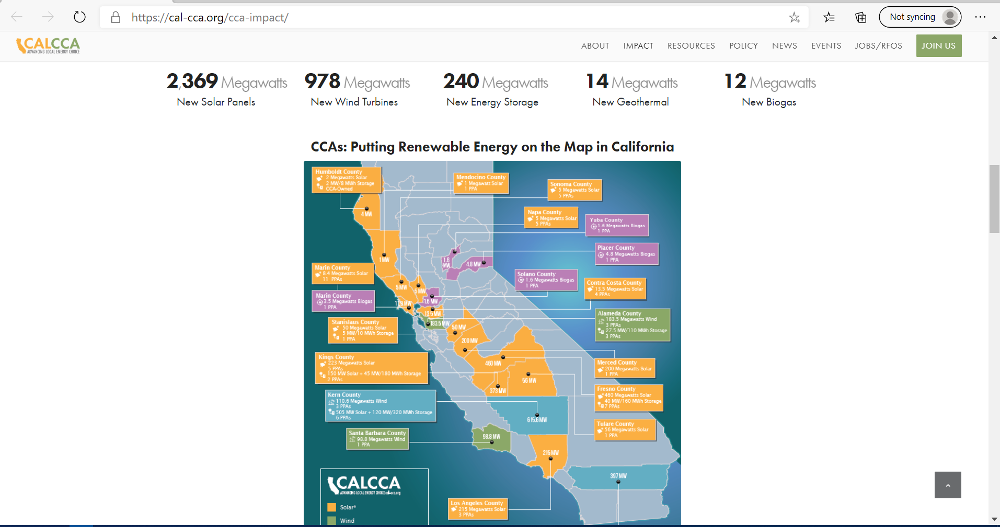 https://cal-cca.org/cca-impact/
Not syncing
CALCCA
ADVANCING LOCAL ENERGY CHOICE
ABOUT
IMPACT
RESOURCES
POLICY
NEWS
EVENTS
JOBS/RFOS
JOIN US
2,369 Megawatts
New Solar Panels
978 Megawatts
New Wind Turbines
240 Megawatts
New Energy Storage
14 Megawatts
New Geothermal
12 Megawatts
New Biogas
CCAs: Putting Renewable Energy on the Map in California
Humboldt County
2 Megawatts Solar
2 MW/8 MWh Storage
CCA-Owned
Mendocino County
1 Megawatt Solar
1 PPA
Sonoma County
5 Megawatts Solar
5 PPAs
Napa County
5 Megawatts Solar
5 PPAs
Yuba County
1.6 Megawatts Biogas
1 PPA
Placer County
4.8 Megawatts Biogas
1 PPA
Marin County
8.4 Megawatts Solar
11 PPAs
Marin County
3.5 Megawatts Biogas
1 PPA
Solano County
1.6 Megawatts Biogas
1 PPA
Contra Costa County
13.5 Megawatts Solar
4 PPAs
Stanislaus County
50 Megawatts Solar
5 MW/10 MWh Storage
1 PPA
Alameda County
183.5 Megawatts Wind
3 PPAs
27.5 MW/110 MWh Storage
3 PPAs
Kings County
223 Megawatts Solar
5 PPAs
150 MW Solar + 45 MW/180 MWh Storage
2 PPAs
Merced County
200 Megawatts Solar
1 PPA
Fresno County
460 Megawatts Solar
40 MW/160 MWh Storage
7 PPAs
Kern County
110.6 Megawatts Wind
3 PPAs
505 MW Solar + 120 MW/320 MWh Storage
6 PPAs
Tulare County
56 Megawatts Solar
1 PPA
Santa Barbara County
98.8 Megawatts Wind
1 PPA
Los Angeles County
215 Megawatts Solar
3 PPAs
4 MW
1 MW
1.6
MW
4.8 MW
5 MW
5 MW
1.6 MW
11.9 MW
13.5 MW
183.5 MW
50 MW
200 MW
460 MW
56 MW
373 MW
615.6 MW
98.8 MW
215 MW
397 MW
CALCCA
ADVANCING LOCAL ENERGY CHOICE cal-cca.org
Solar*
Wind